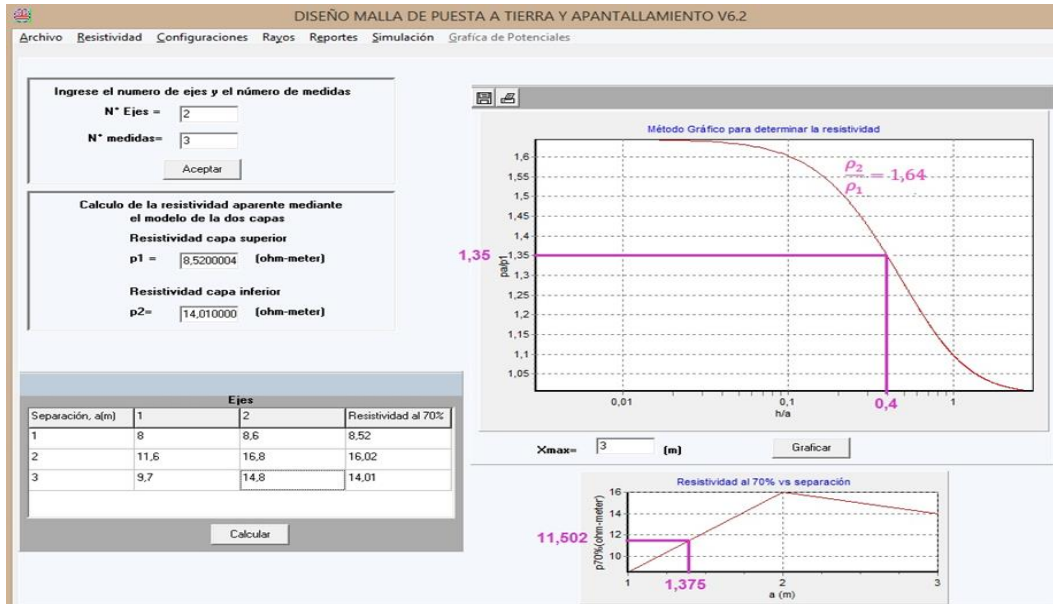 DISEÑO MALLA DE PUESTA A TIERRA Y APANTALLAMIENTO V6.2
Archivo Resistividad Configuraciones Rayos Reportes Simulación Grafica de Potenciales
Ingrese el numero de ejes y el número de medidas
N° Ejes = 2
N° medidas= 3
Aceptar
Calculo de la resistividad aparente mediante
el modelo de la dos capas
Resistividad capa superior
p1 = 8,5200004 (ohm-meter)
Resistividad capa inferior
p2= 14,010000 (ohm-meter)
Ejes
Separación, a(m) 1 2 Resistividad al 70%
1 8 8,6 8,52
2 11,6 16,8 16,02
3 9,7 14,8 14,01
Calcular
Método Gráfico para determinar la resistividad
ρ2/ρ1 = 1,64
1,6
1,55
1,5
1,45
1,4
1,35 1,35
1,3
1,25
1,2
1,15
1,1
1,05
pa/p1
0,01 0,1 0,4 1
h/a
Xmax= 3 (m) Graficar
Resistividad al 70% vs separación
16
14
12
10
11,502
p70%(ohm-meter)
1 1,375 2 3
a (m)